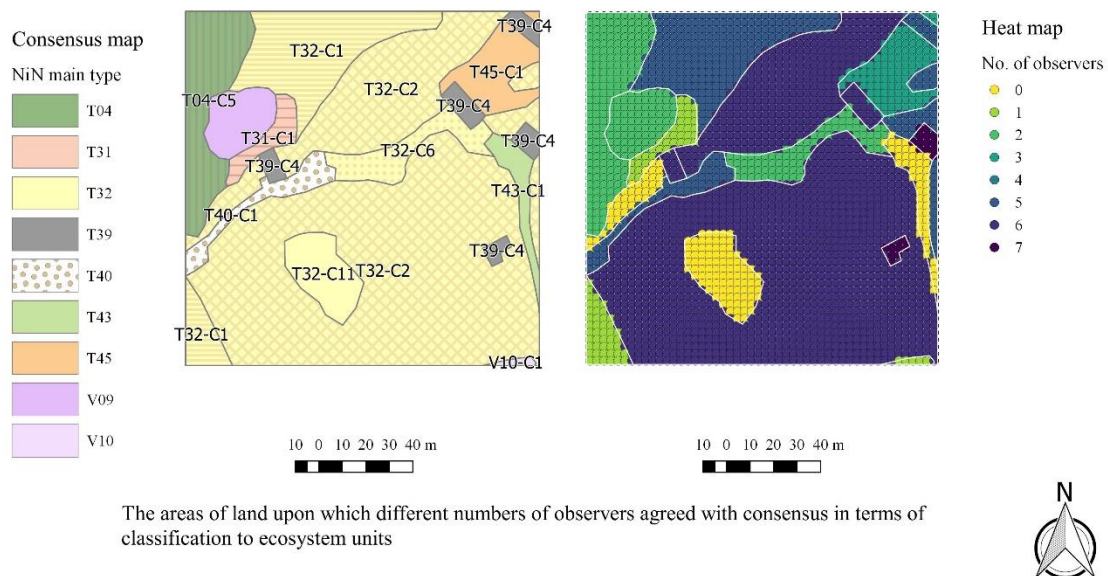 Consensus map
NiN main type
T04
T31
T32
T39
T40
T43
T45
V09
V10
T39-C4
T32-C1
T45-C1
T32-C2
T04-C5
T39-C4
T31-C1
T39-C4
T32-C6
T39-C4
T43-C1
T40-C1
T39-C4
T32-C11
T32-C2
T32-C1
V10-C1
10 0 10 20 30 40 m
Heat map
No. of observers
0
1
2
3
4
5
6
7
10 0 10 20 30 40 m
The areas of land upon which different numbers of observers agreed with consensus in terms of
classification to ecosystem units
N